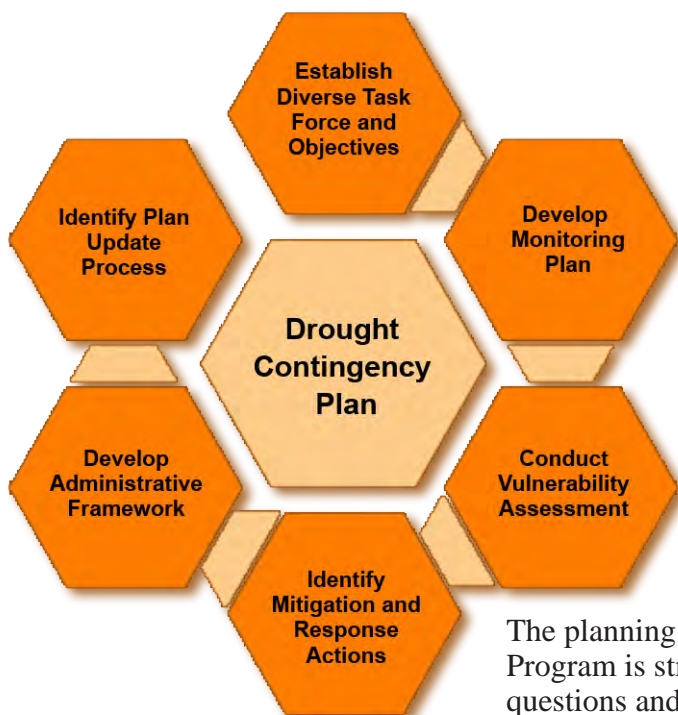 Establish
Diverse Task
Force and
Objectives
Identify Plan
Update
Process
Develop
Monitoring
Plan
Drought
Contingency
Plan
Develop
Administrative
Framework
Conduct
Vulnerability
Assessment
Identify
Mitigation and
Response
Actions
The planning
Program is
questions and